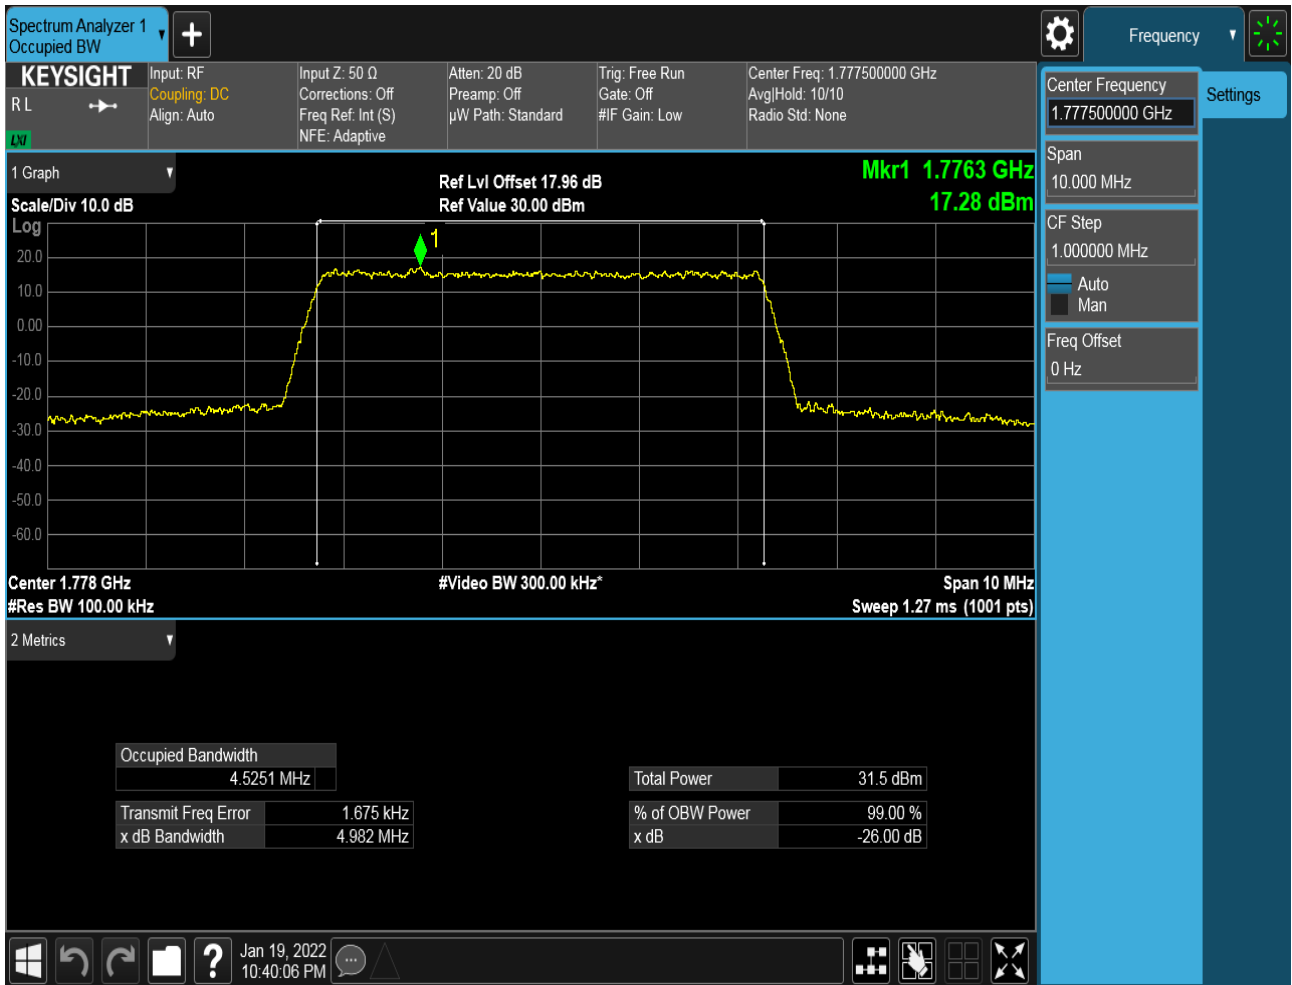 Spectrum Analyzer 1
Occupied BW
Frequency
KEYSIGHT
R L
LXI
Input: RF
Coupling: DC
Align: Auto
Input Z: 50 Ω
Corrections: Off
Freq Ref: Int (S)
NFE: Adaptive
Atten: 20 dB
Preamp: Off
µW Path: Standard
Trig: Free Run
Gate: Off
#IF Gain: Low
Center Freq: 1.777500000 GHz
Avg|Hold: 10/10
Radio Std: None
Center Frequency
1.777500000 GHz
Settings
Span
10.000 MHz
CF Step
1.000000 MHz
Auto
Man
Freq Offset
0 Hz
1 Graph
Scale/Div 10.0 dB
Log
Ref Lvl Offset 17.96 dB
Ref Value 30.00 dBm
Mkr1 1.7763 GHz
17.28 dBm
1
20.0
10.0
0.00
-10.0
-20.0
-30.0
-40.0
-50.0
-60.0
Center 1.778 GHz
#Res BW 100.00 kHz
#Video BW 300.00 kHz*
Span 10 MHz
Sweep 1.27 ms (1001 pts)
2 Metrics
Occupied Bandwidth
4.5251 MHz
Transmit Freq Error 1.675 kHz
x dB Bandwidth 4.982 MHz
Total Power 31.5 dBm
% of OBW Power 99.00 %
x dB -26.00 dB
?
Jan 19, 2022
10:40:06 PM